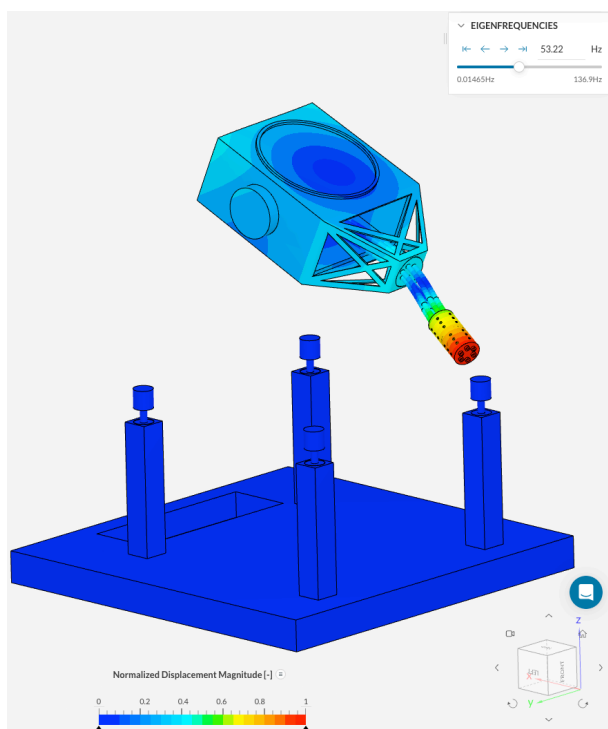 EIGENFREQUENCIES
53.22 Hz
0.01465Hz 136.9Hz
Normalized Displacement Magnitude [-]
0 0.2 0.4 0.6 0.8 1
Z
X
Y